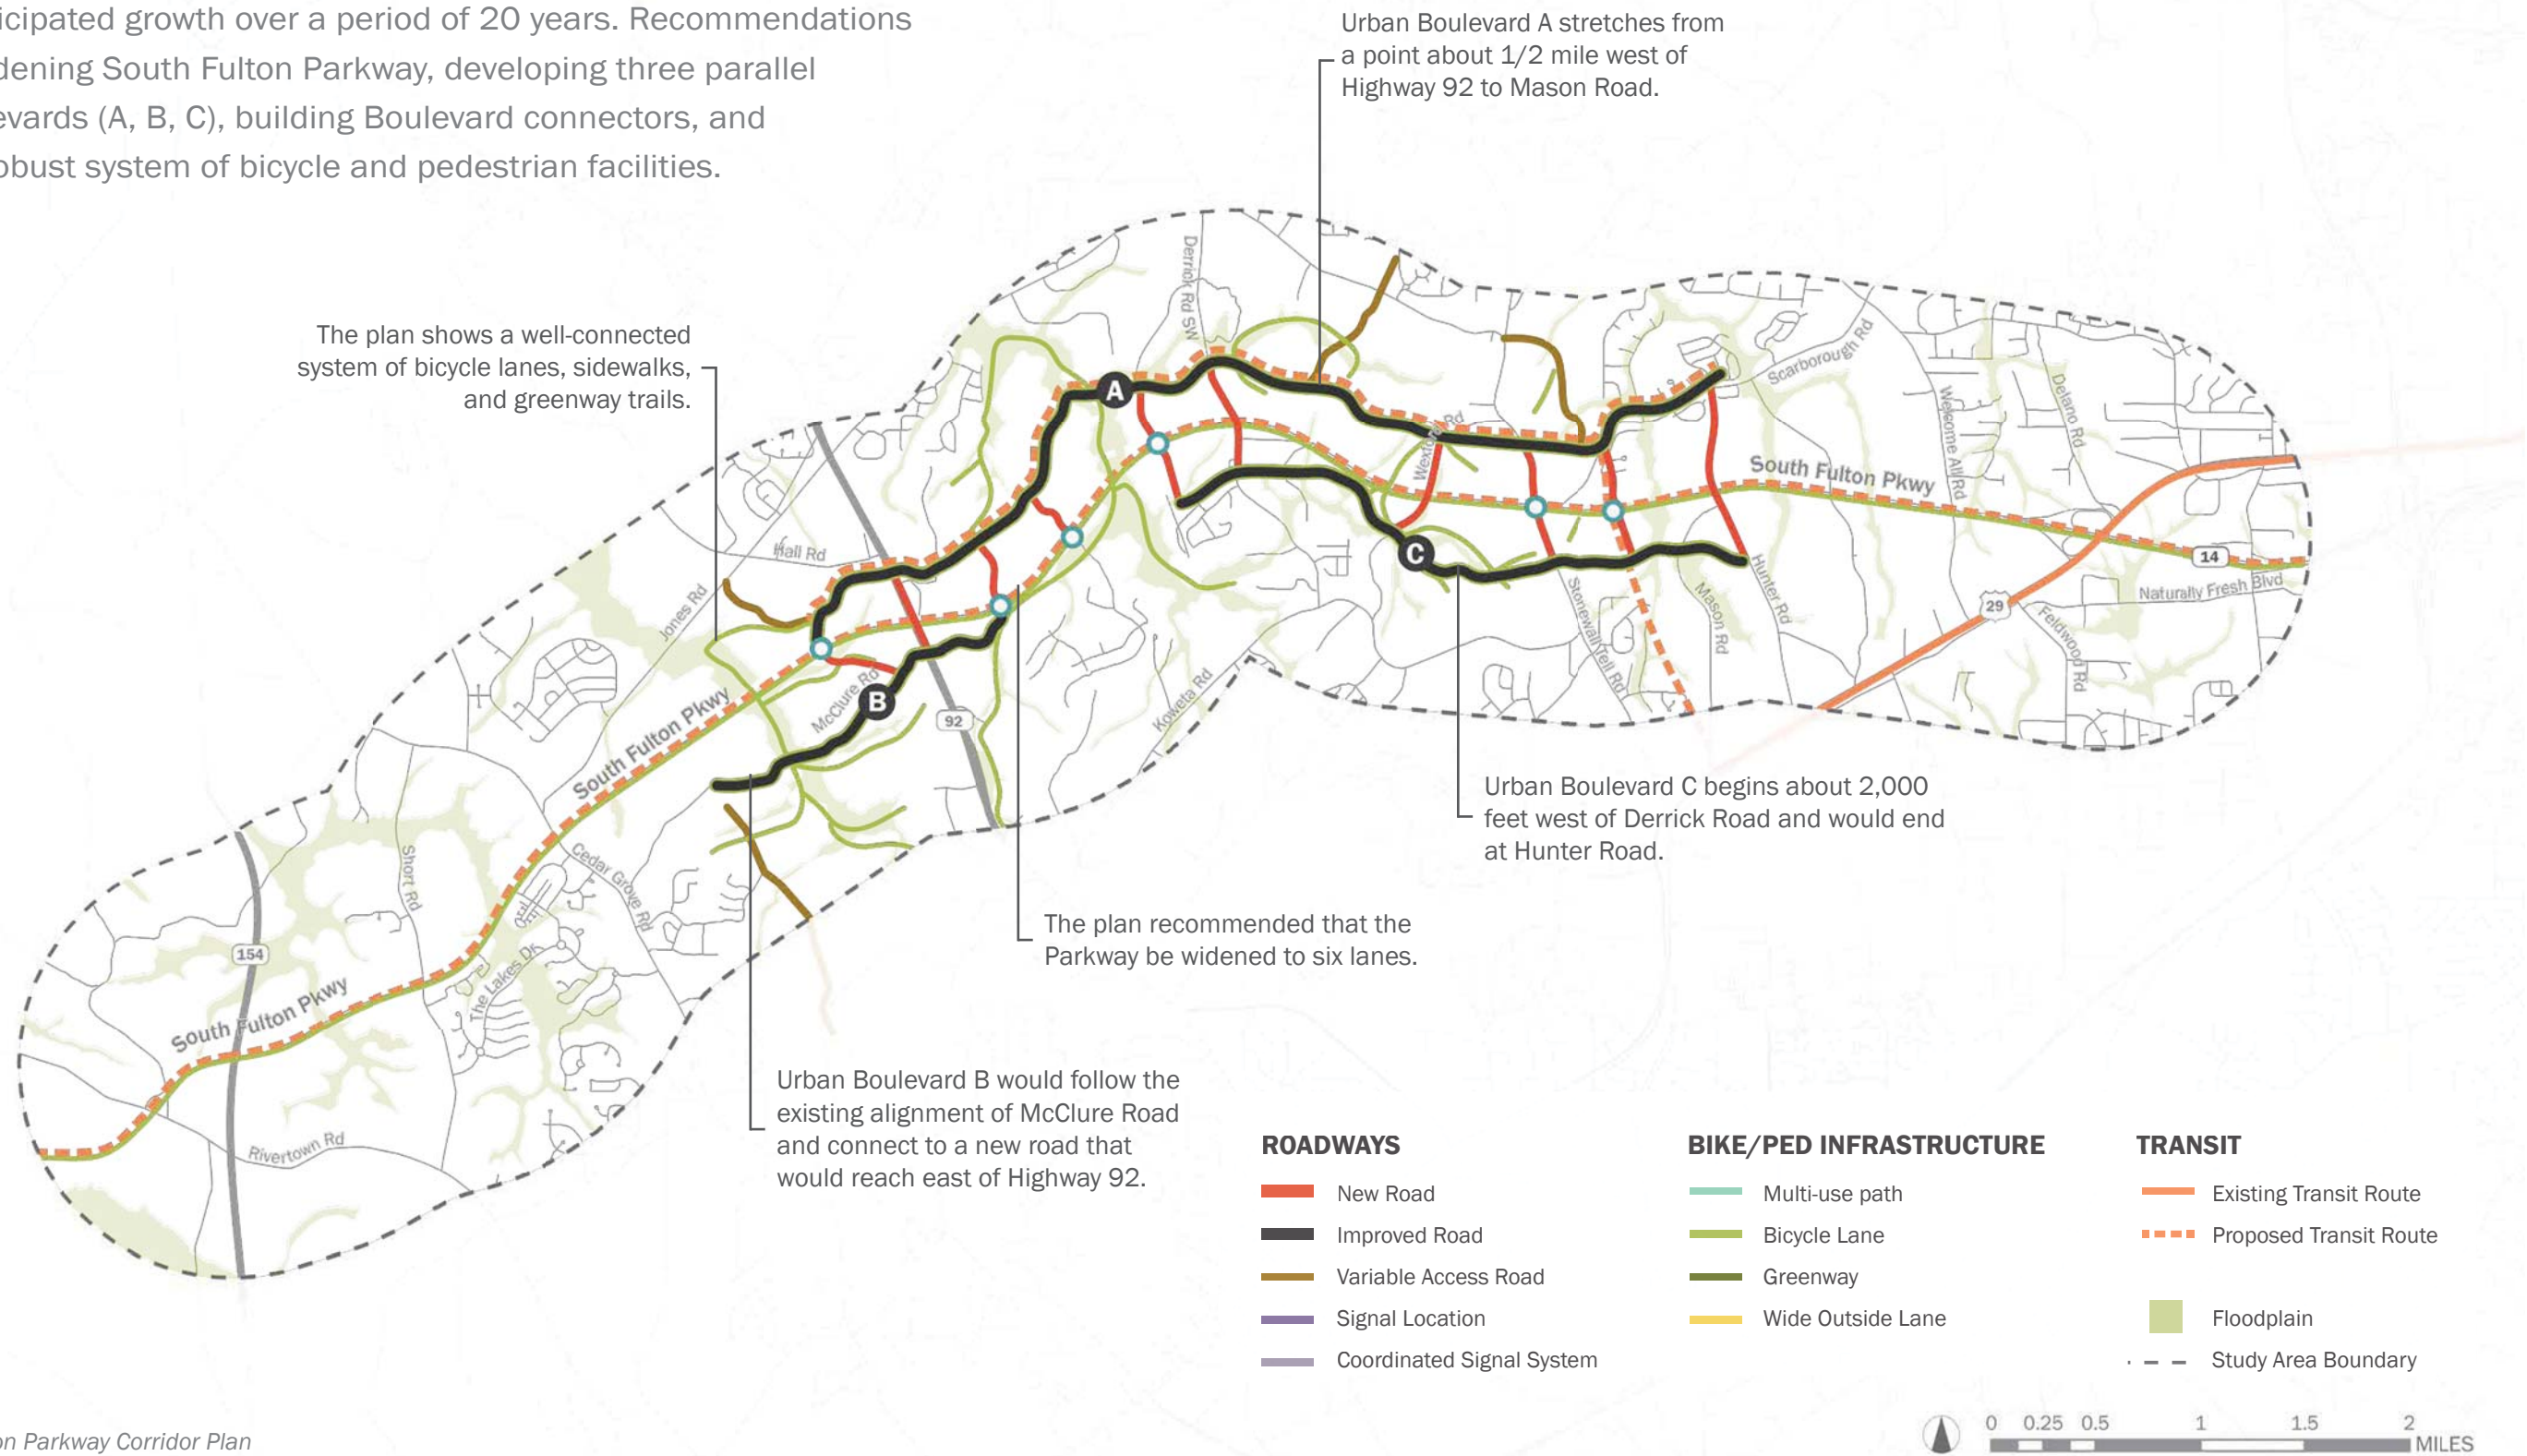 icipated growth over a period of 20 years. Recommendations
dening South Fulton Parkway, developing three parallel
evards (A, B, C), building Boulevard connectors, and
obust system of bicycle and pedestrian facilities.
Urban Boulevard A stretches from
a point about 1/2 mile west of
Highway 92 to Mason Road.
The plan shows a well-connected
system of bicycle lanes, sidewalks,
and greenway trails.
Derrick Rd SW
A
Scarborough Rd
Welcome All Rd
Delano Rd
Wexford Rd
South Fulton Pkwy
Hall Rd
C
14
Naturally Fresh Blvd
Jones Rd
Stonewall Tell Rd
Mason Rd
Hunter Rd
29
Feldwood Rd
McClure Rd
B
92
Koweta Rd
South Fulton Pkwy
Urban Boulevard C begins about 2,000
feet west of Derrick Road and would end
at Hunter Road.
Short Rd
Cedar Grove Rd
The plan recommended that the
Parkway be widened to six lanes.
154
The Lakes Dr
South Fulton Pkwy
Rivertown Rd
Urban Boulevard B would follow the
existing alignment of McClure Road
and connect to a new road that
would reach east of Highway 92.
ROADWAYS
New Road
Improved Road
Variable Access Road
Signal Location
Coordinated Signal System
BIKE/PED INFRASTRUCTURE
Multi-use path
Bicycle Lane
Greenway
Wide Outside Lane
TRANSIT
Existing Transit Route
Proposed Transit Route
Floodplain
Study Area Boundary
0 0.25 0.5 1 1.5 2
MILES
on Parkway Corridor Plan